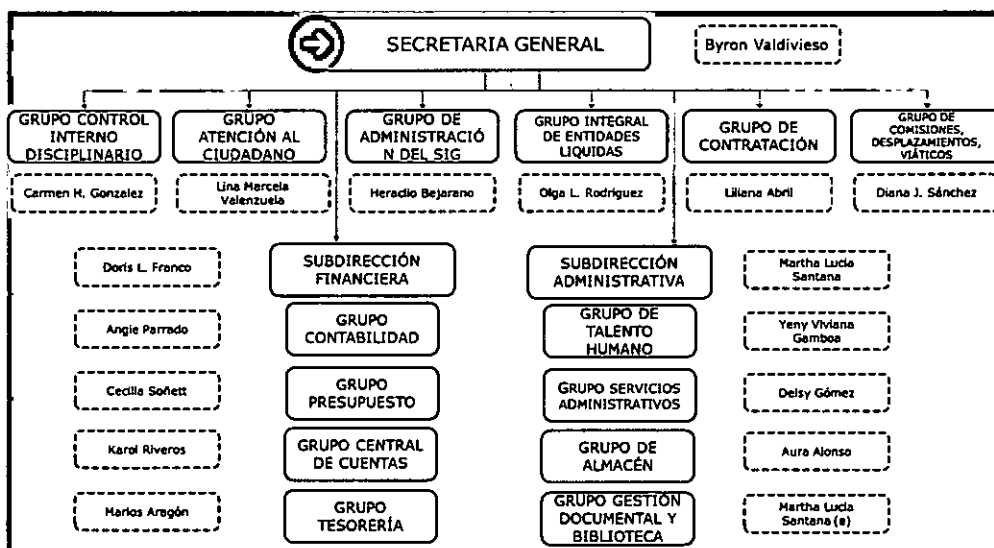 SECRETARIA GENERAL
Byron Valdivieso
GRUPO CONTROL
INTERNO
DISCIPLINARIO
GRUPO
ATENCIÓN AL
CIUDADANO
GRUPO DE
ADMINISTRACIÓ
N DEL SIG
GRUPO INTEGRAL
DE ENTIDADES
LIQUIDAS
GRUPO DE
CONTRATACIÓN
GRUPO DE
COMISIONES,
DESPLAZAMIENTOS,
VIÁTICOS
Carmen H. Gonzalez
Lina Marcela
Valenzuela
Heraclio Bejarano
Olga L. Rodríguez
Liliana Abril
Diana J. Sánchez
Doris L. Franco
SUBDIRECCIÓN
FINANCIERA
SUBDIRECCIÓN
ADMINISTRATIVA
Martha Lucía
Santana
Angie Parrado
GRUPO
CONTABILIDAD
GRUPO DE
TALENTO
HUMANO
Yeny Viviana
Gamboa
Cecilia Soñett
GRUPO
PRESUPUESTO
GRUPO SERVICIOS
ADMINISTRATIVOS
Deisy Gómez
Karol Riveros
GRUPO CENTRAL
DE CUENTAS
GRUPO DE
ALMACÉN
Aura Alonso
Marlos Aragón
GRUPO
TESORERÍA
GRUPO GESTIÓN
DOCUMENTAL Y
BIBLIOTECA
Martha Lucía
Santana (e)